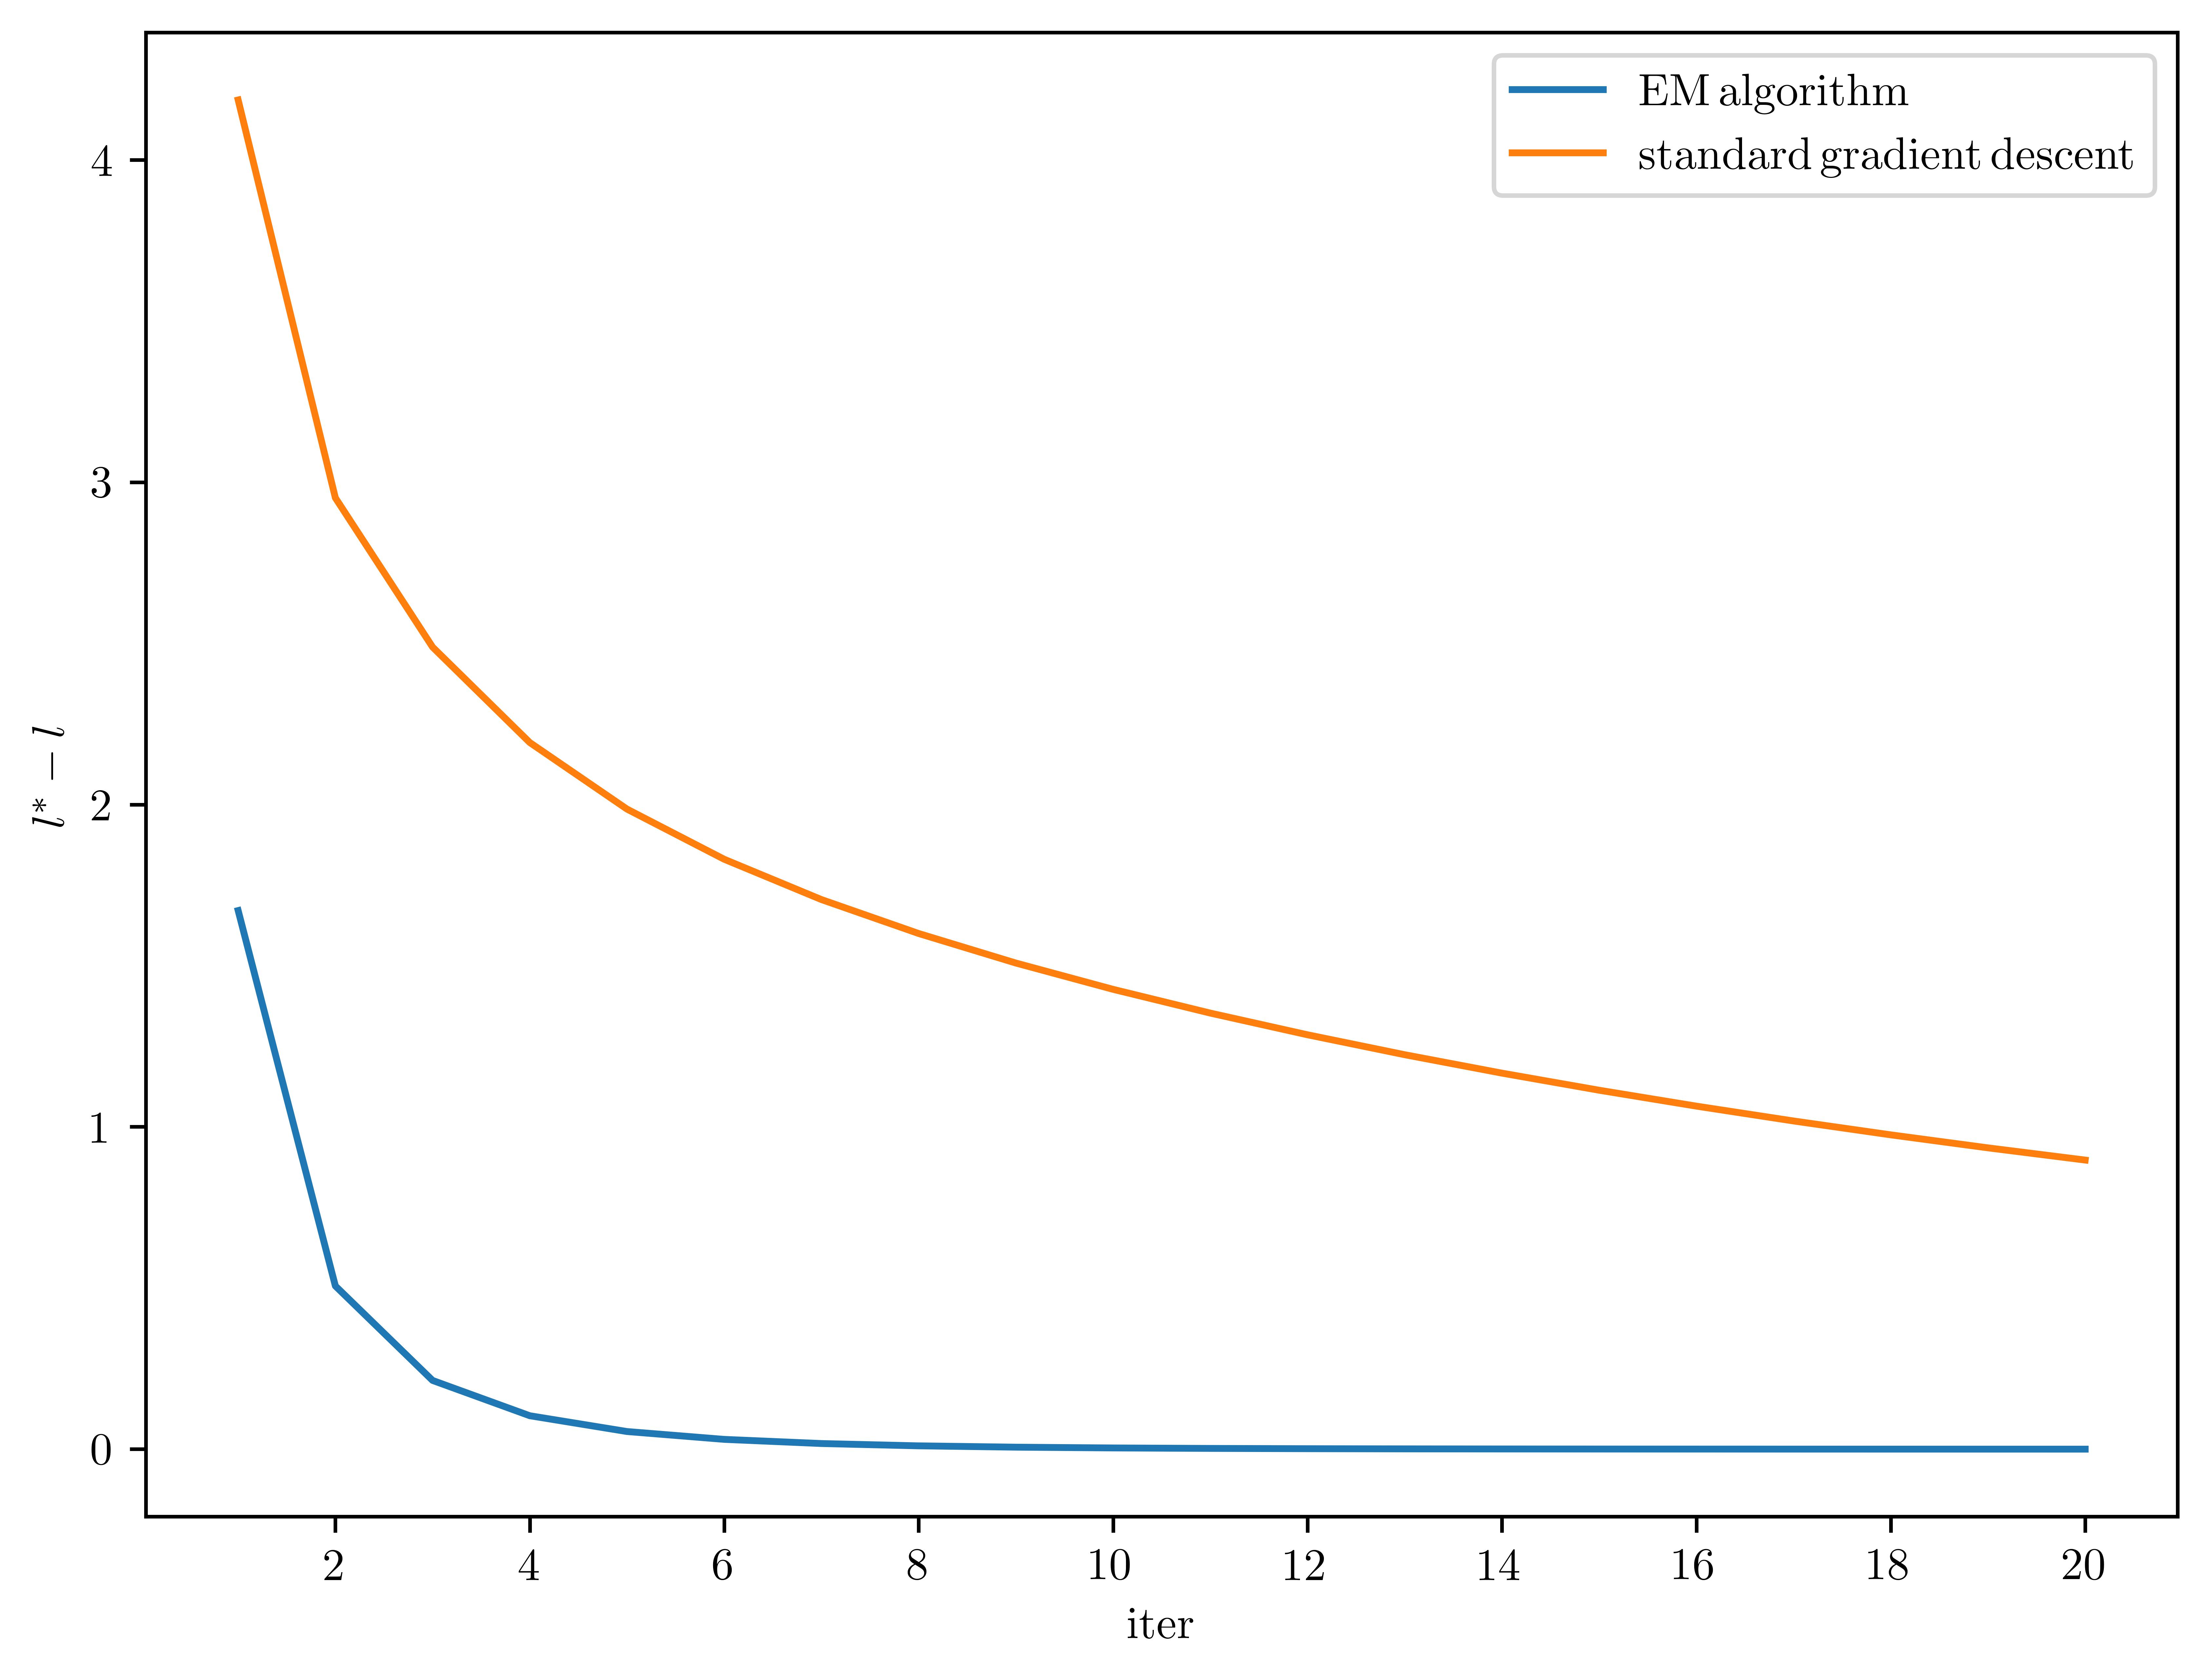 EM algorithm
standard gradient descent
4
3
2
1
0
l* − l
2 4 6 8 10 12 14 16 18 20
iter